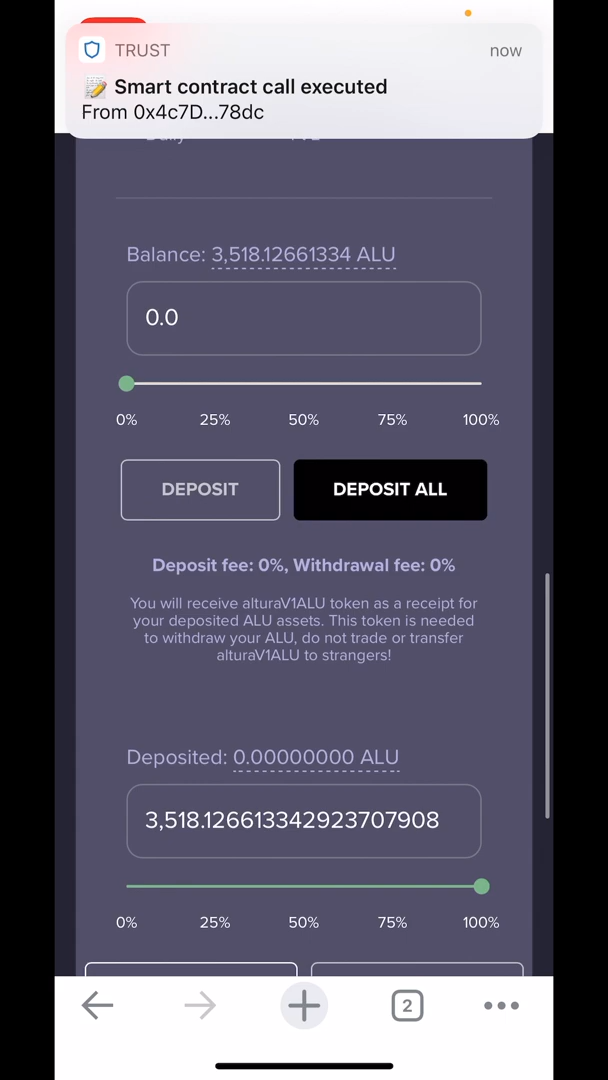 TRUST
now
📝 Smart contract call executed
From 0x4c7D...78dc
Balance: 3,518.12661334 ALU
0.0
0% 25% 50% 75% 100%
DEPOSIT DEPOSIT ALL
Deposit fee: 0%, Withdrawal fee: 0%
You will receive alturaV1ALU token as a receipt for
your deposited ALU assets. This token is needed
to withdraw your ALU, do not trade or transfer
alturaV1ALU to strangers!
Deposited: 0.00000000 ALU
3,518.126613342923707908
0% 25% 50% 75% 100%
2